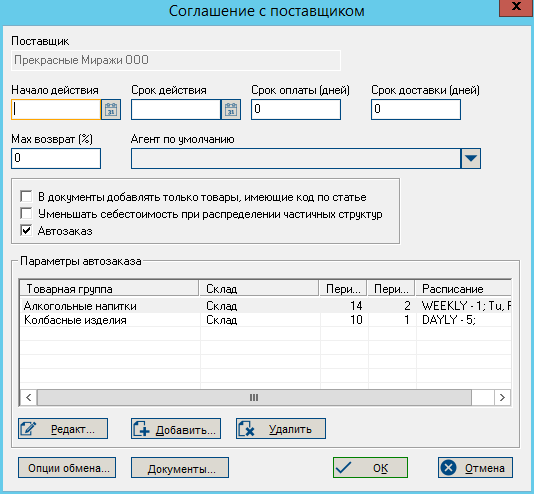 Соглашение с поставщиком
x
Поставщик
Прекрасные Миражи ООО
Начало действия Срок действия Срок оплаты (дней) Срок доставки (дней)
31 31 0 0
Мах возврат (%) Агент по умолчанию
0
В документы добавлять только товары, имеющие код по статье
Уменьшать себестоимость при распределении частичных структур
Автозаказ
Параметры автозаказа
Товарная группа Склад Пери... Пери... Расписание
Алкогольные напитки Склад 14 2 WEEKLY - 1; Tu, F
Колбасные изделия Склад 10 1 DAYLY - 5;
Редакт... Добавить... Удалить
Опции обмена... Документы... ОК Отмена